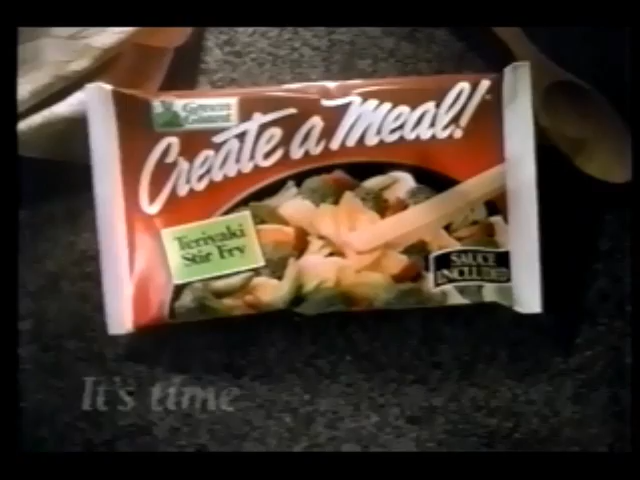 Green Giant
Create a Meal!
Teriyaki
Stir Fry
SAUCE
INCLUDED
It's time